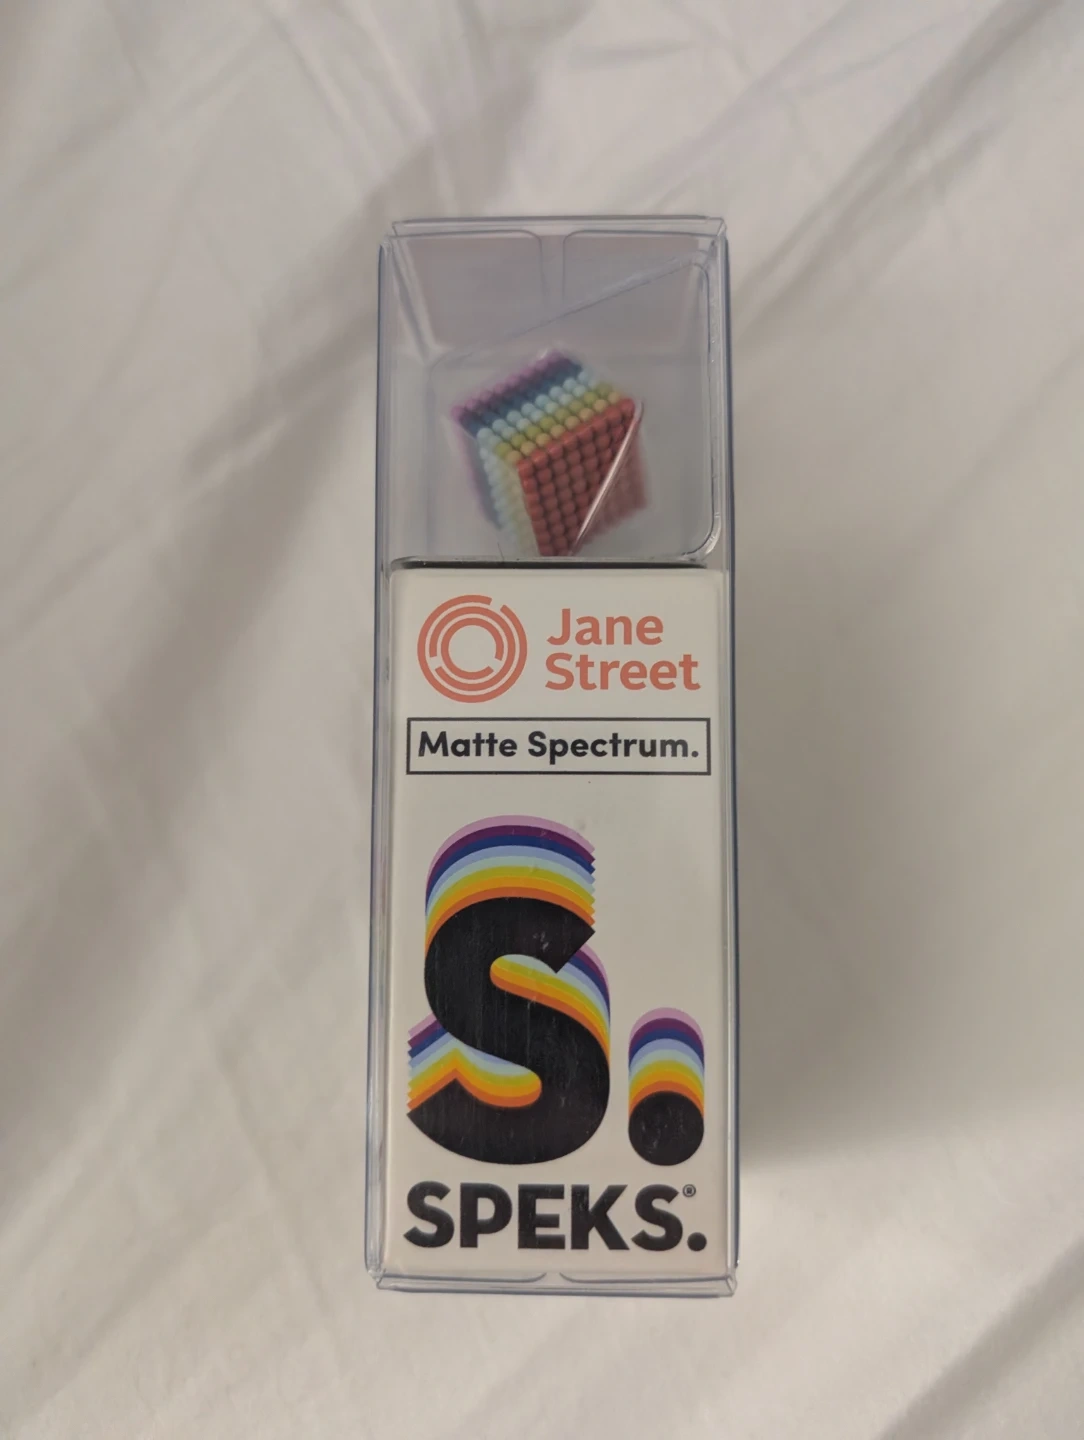 Jane
Street
Matte Spectrum.
S.
SPEKS®.